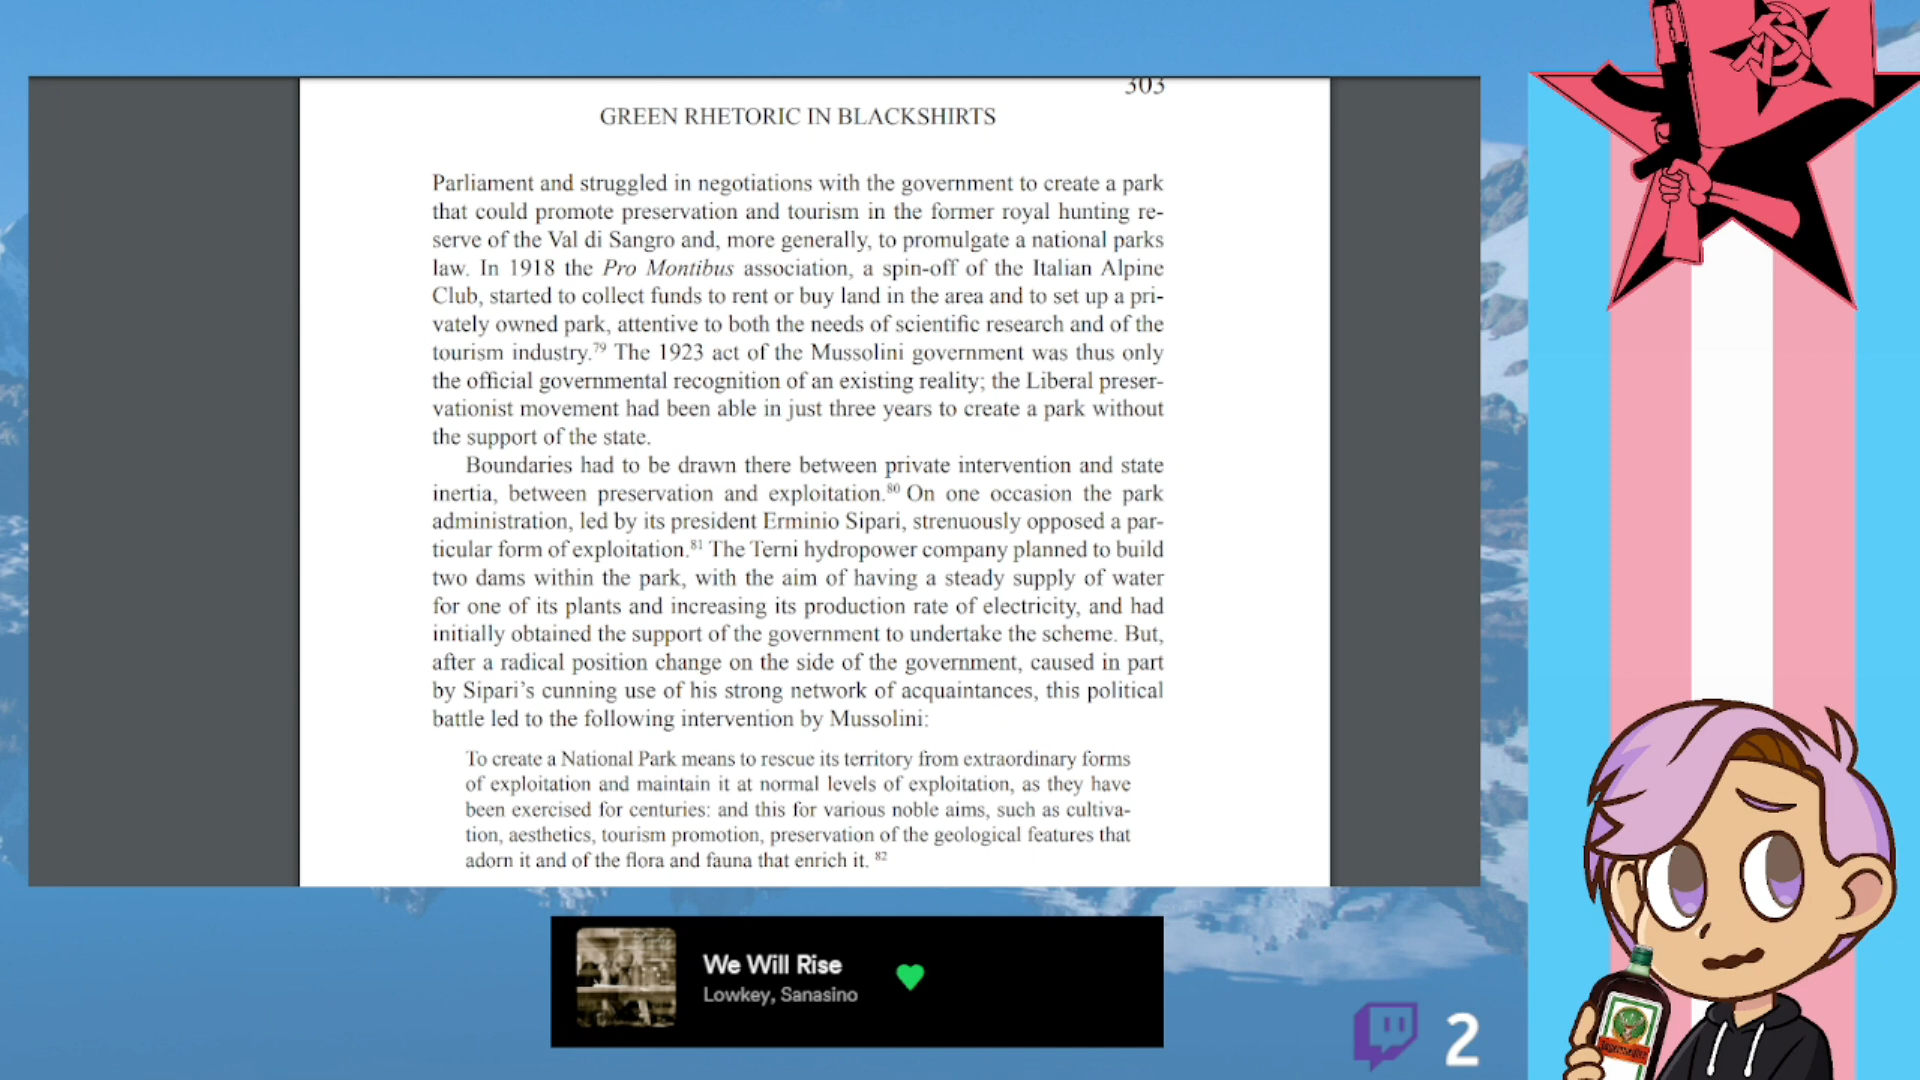 303
GREEN RHETORIC IN BLACKSHIRTS
Parliament and struggled in negotiations with the government to create a park
that could promote preservation and tourism in the former royal hunting re-
serve of the Val di Sangro and, more generally, to promulgate a national parks
law. In 1918 the Pro Montibus association, a spin-off of the Italian Alpine
Club, started to collect funds to rent or buy land in the area and to set up a pri-
vately owned park, attentive to both the needs of scientific research and of the
tourism industry.79 The 1923 act of the Mussolini government was thus only
the official governmental recognition of an existing reality; the Liberal preser-
vationist movement had been able in just three years to create a park without
the support of the state.
Boundaries had to be drawn there between private intervention and state
inertia, between preservation and exploitation.80 On one occasion the park
administration, led by its president Erminio Sipari, strenuously opposed a par-
ticular form of exploitation.81 The Terni hydropower company planned to build
two dams within the park, with the aim of having a steady supply of water
for one of its plants and increasing its production rate of electricity, and had
initially obtained the support of the government to undertake the scheme. But,
after a radical position change on the side of the government, caused in part
by Sipari's cunning use of his strong network of acquaintances, this political
battle led to the following intervention by Mussolini:
To create a National Park means to rescue its territory from extraordinary forms
of exploitation and maintain it at normal levels of exploitation, as they have
been exercised for centuries: and this for various noble aims, such as cultiva-
tion, aesthetics, tourism promotion, preservation of the geological features that
adorn it and of the flora and fauna that enrich it. 82
We Will Rise
Lowkey, Sanasino
2